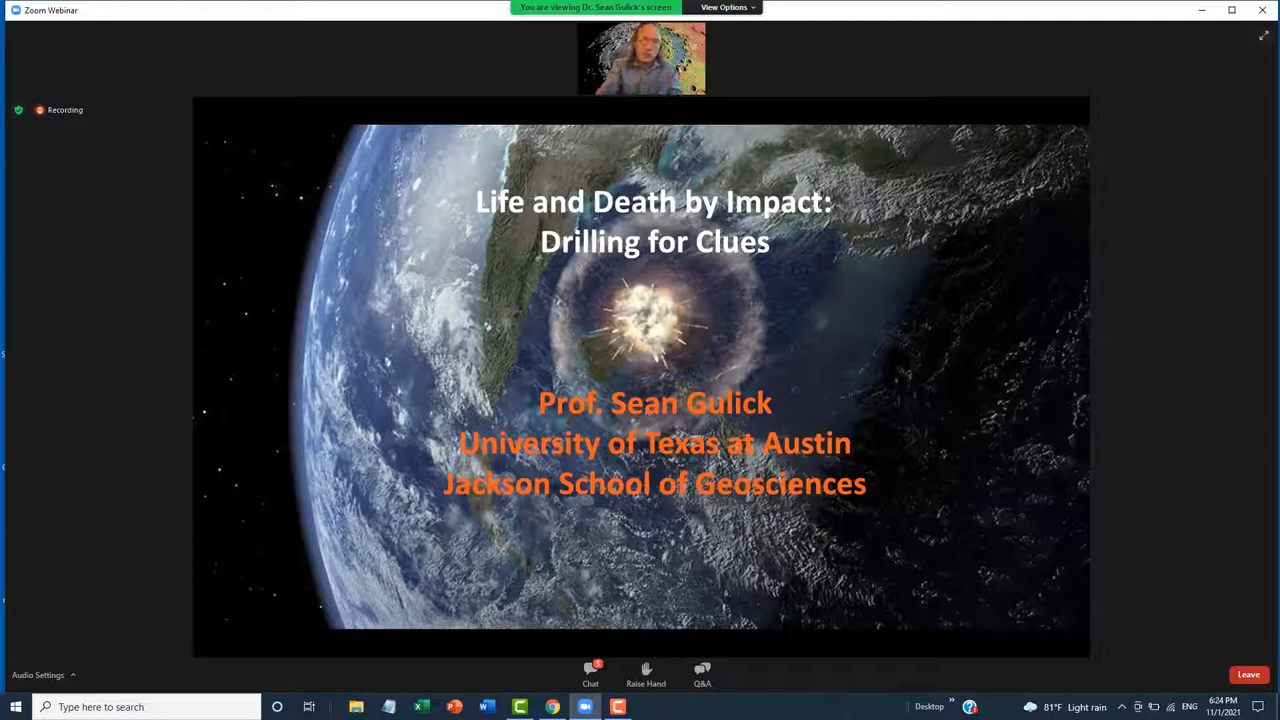 Zoom Webinar
You are viewing Dr. Sean Gulick's screen
View Options
Recording
Life and Death by Impact:
Drilling for Clues
Prof. Sean Gulick
University of Texas at Austin
Jackson School of Geosciences
Audio Settings
5
Chat
Raise Hand
Q&A
Leave
Type here to search
Desktop
81°F Light rain
ENG
6:24 PM
11/1/2021